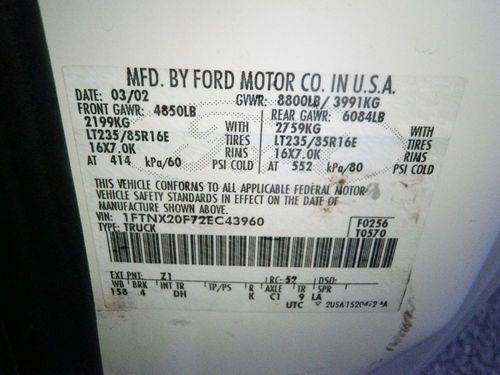 MFD. BY FORD MOTOR CO. IN U.S.A.
DATE: 03/02 GVWR: 8800LB/ 3991KG
FRONT GAWR: 4850LB REAR GAWR: 6084LB
2199KG WITH 2759KG WITH
LT235/85R16E TIRES LT235/85R16E TIRES
16X7.0K RIMS 16X7.0K RIMS
AT 414 kPa/60 PSI COLD AT 552 kPa/80 PSI COLD
THIS VEHICLE CONFORMS TO ALL APPLICABLE FEDERAL MOTOR
VEHICLE SAFETY STANDARDS IN EFFECT ON THE DATE OF
MANUFACTURE SHOWN ABOVE.
VIN: 1FTNX20F72EC43960 F0256
TYPE: TRUCK T0570
EXT PNT: Z1 RC: 52 DSO:
WB BRK INT TR TP/PS R AXLE TR SPR
158 4 DH K C1 9 LA
UTC